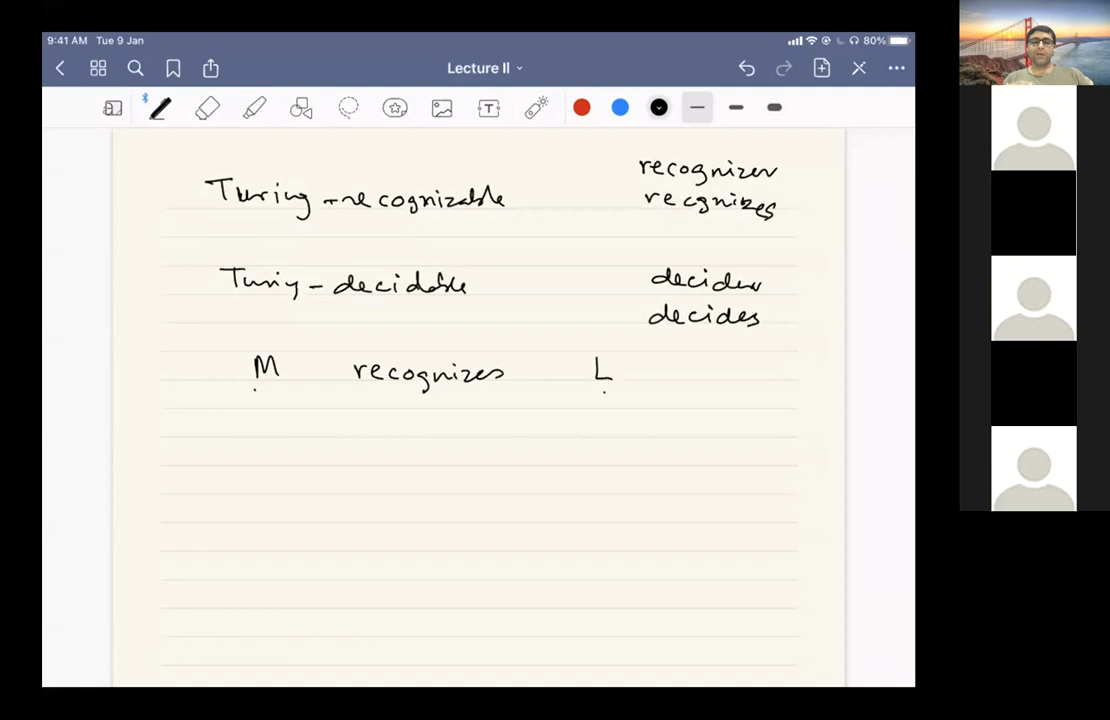 9:41 AM Tue 9 Jan 80%
Lecture II
Turing-recognizable recognizer
recognizes
Turing-decidable decider
decides
M recognizes L